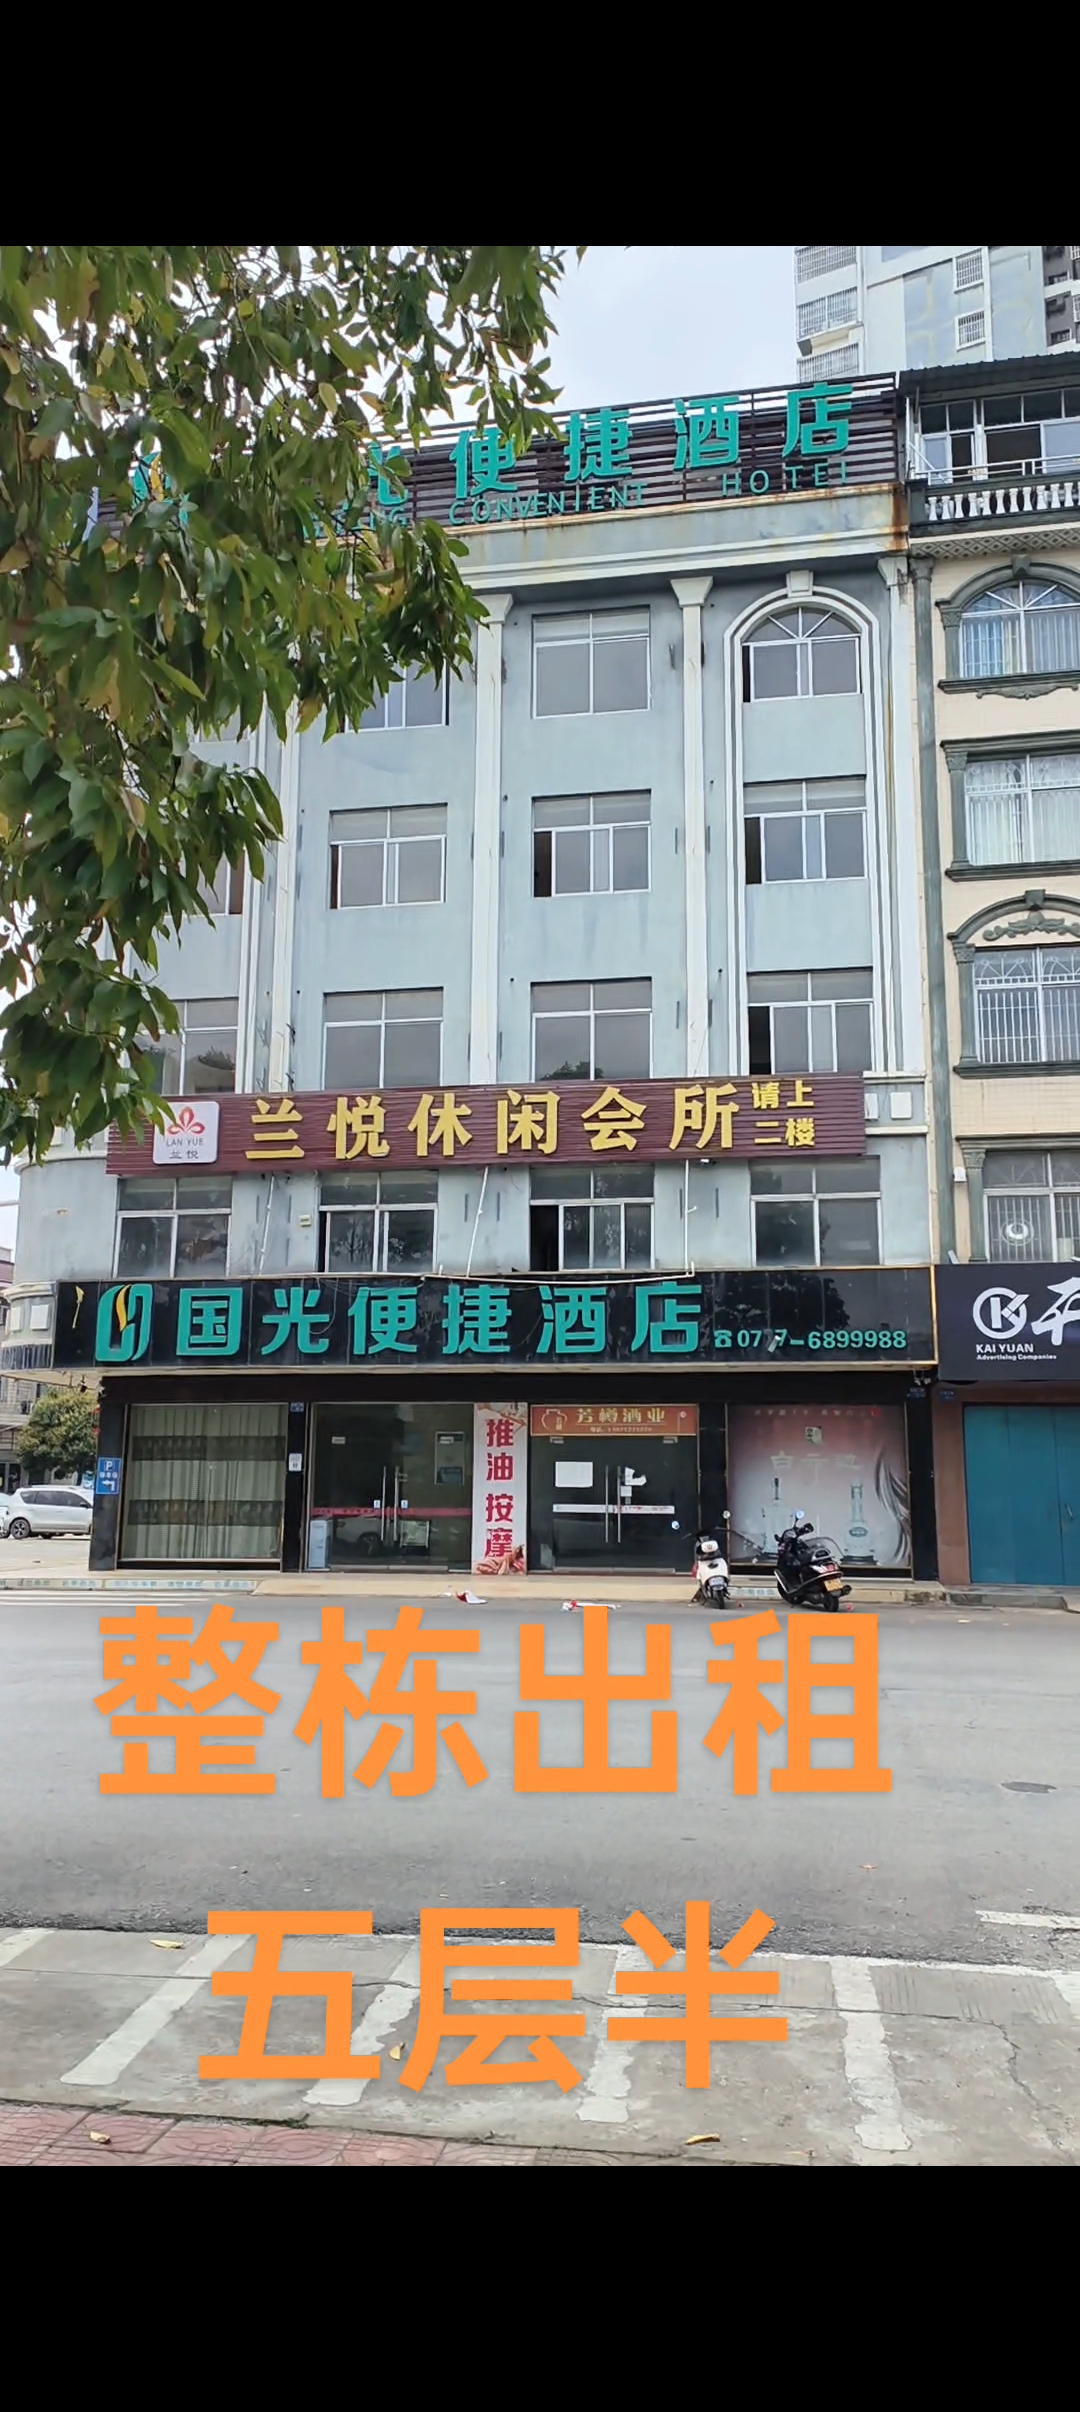 光便捷酒店
CONVENIENT HOTEL
LAN YUE
兰悦
兰悦休闲会所
请上
二楼
国光便捷酒店
KAI YUAN
Advertising Companies
芳樽酒业
推油按摩
P
整栋出租
五层半